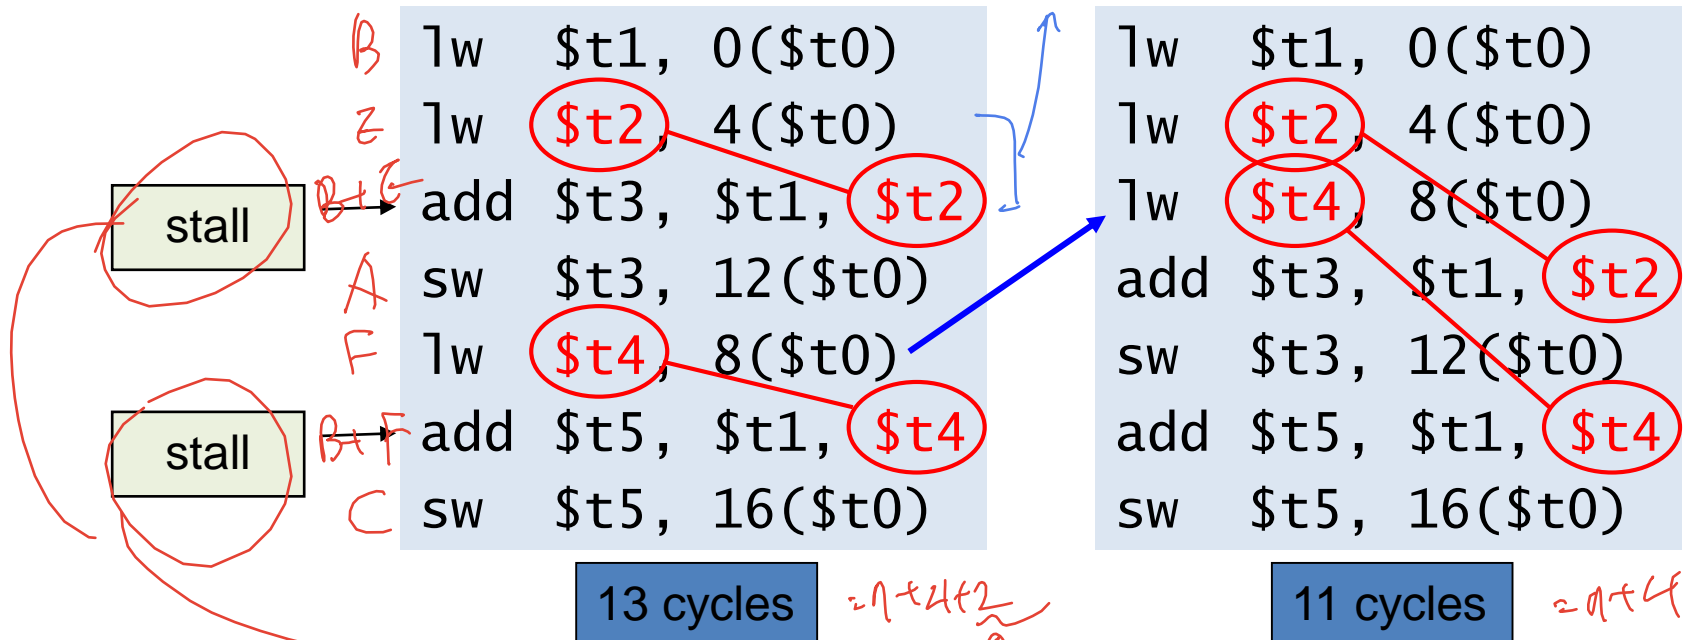 B lw $t1, 0($t0)
E lw $t2, 4($t0)
stall B+E add $t3, $t1, $t2
A sw $t3, 12($t0)
F lw $t4, 8($t0)
stall B+F add $t5, $t1, $t4
C sw $t5, 16($t0)
13 cycles =n+4+2
lw $t1, 0($t0)
lw $t2, 4($t0)
lw $t4, 8($t0)
add $t3, $t1, $t2
sw $t3, 12($t0)
add $t5, $t1, $t4
sw $t5, 16($t0)
11 cycles =n+4